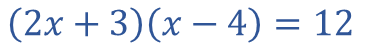 (2x + 3)(x − 4) = 12